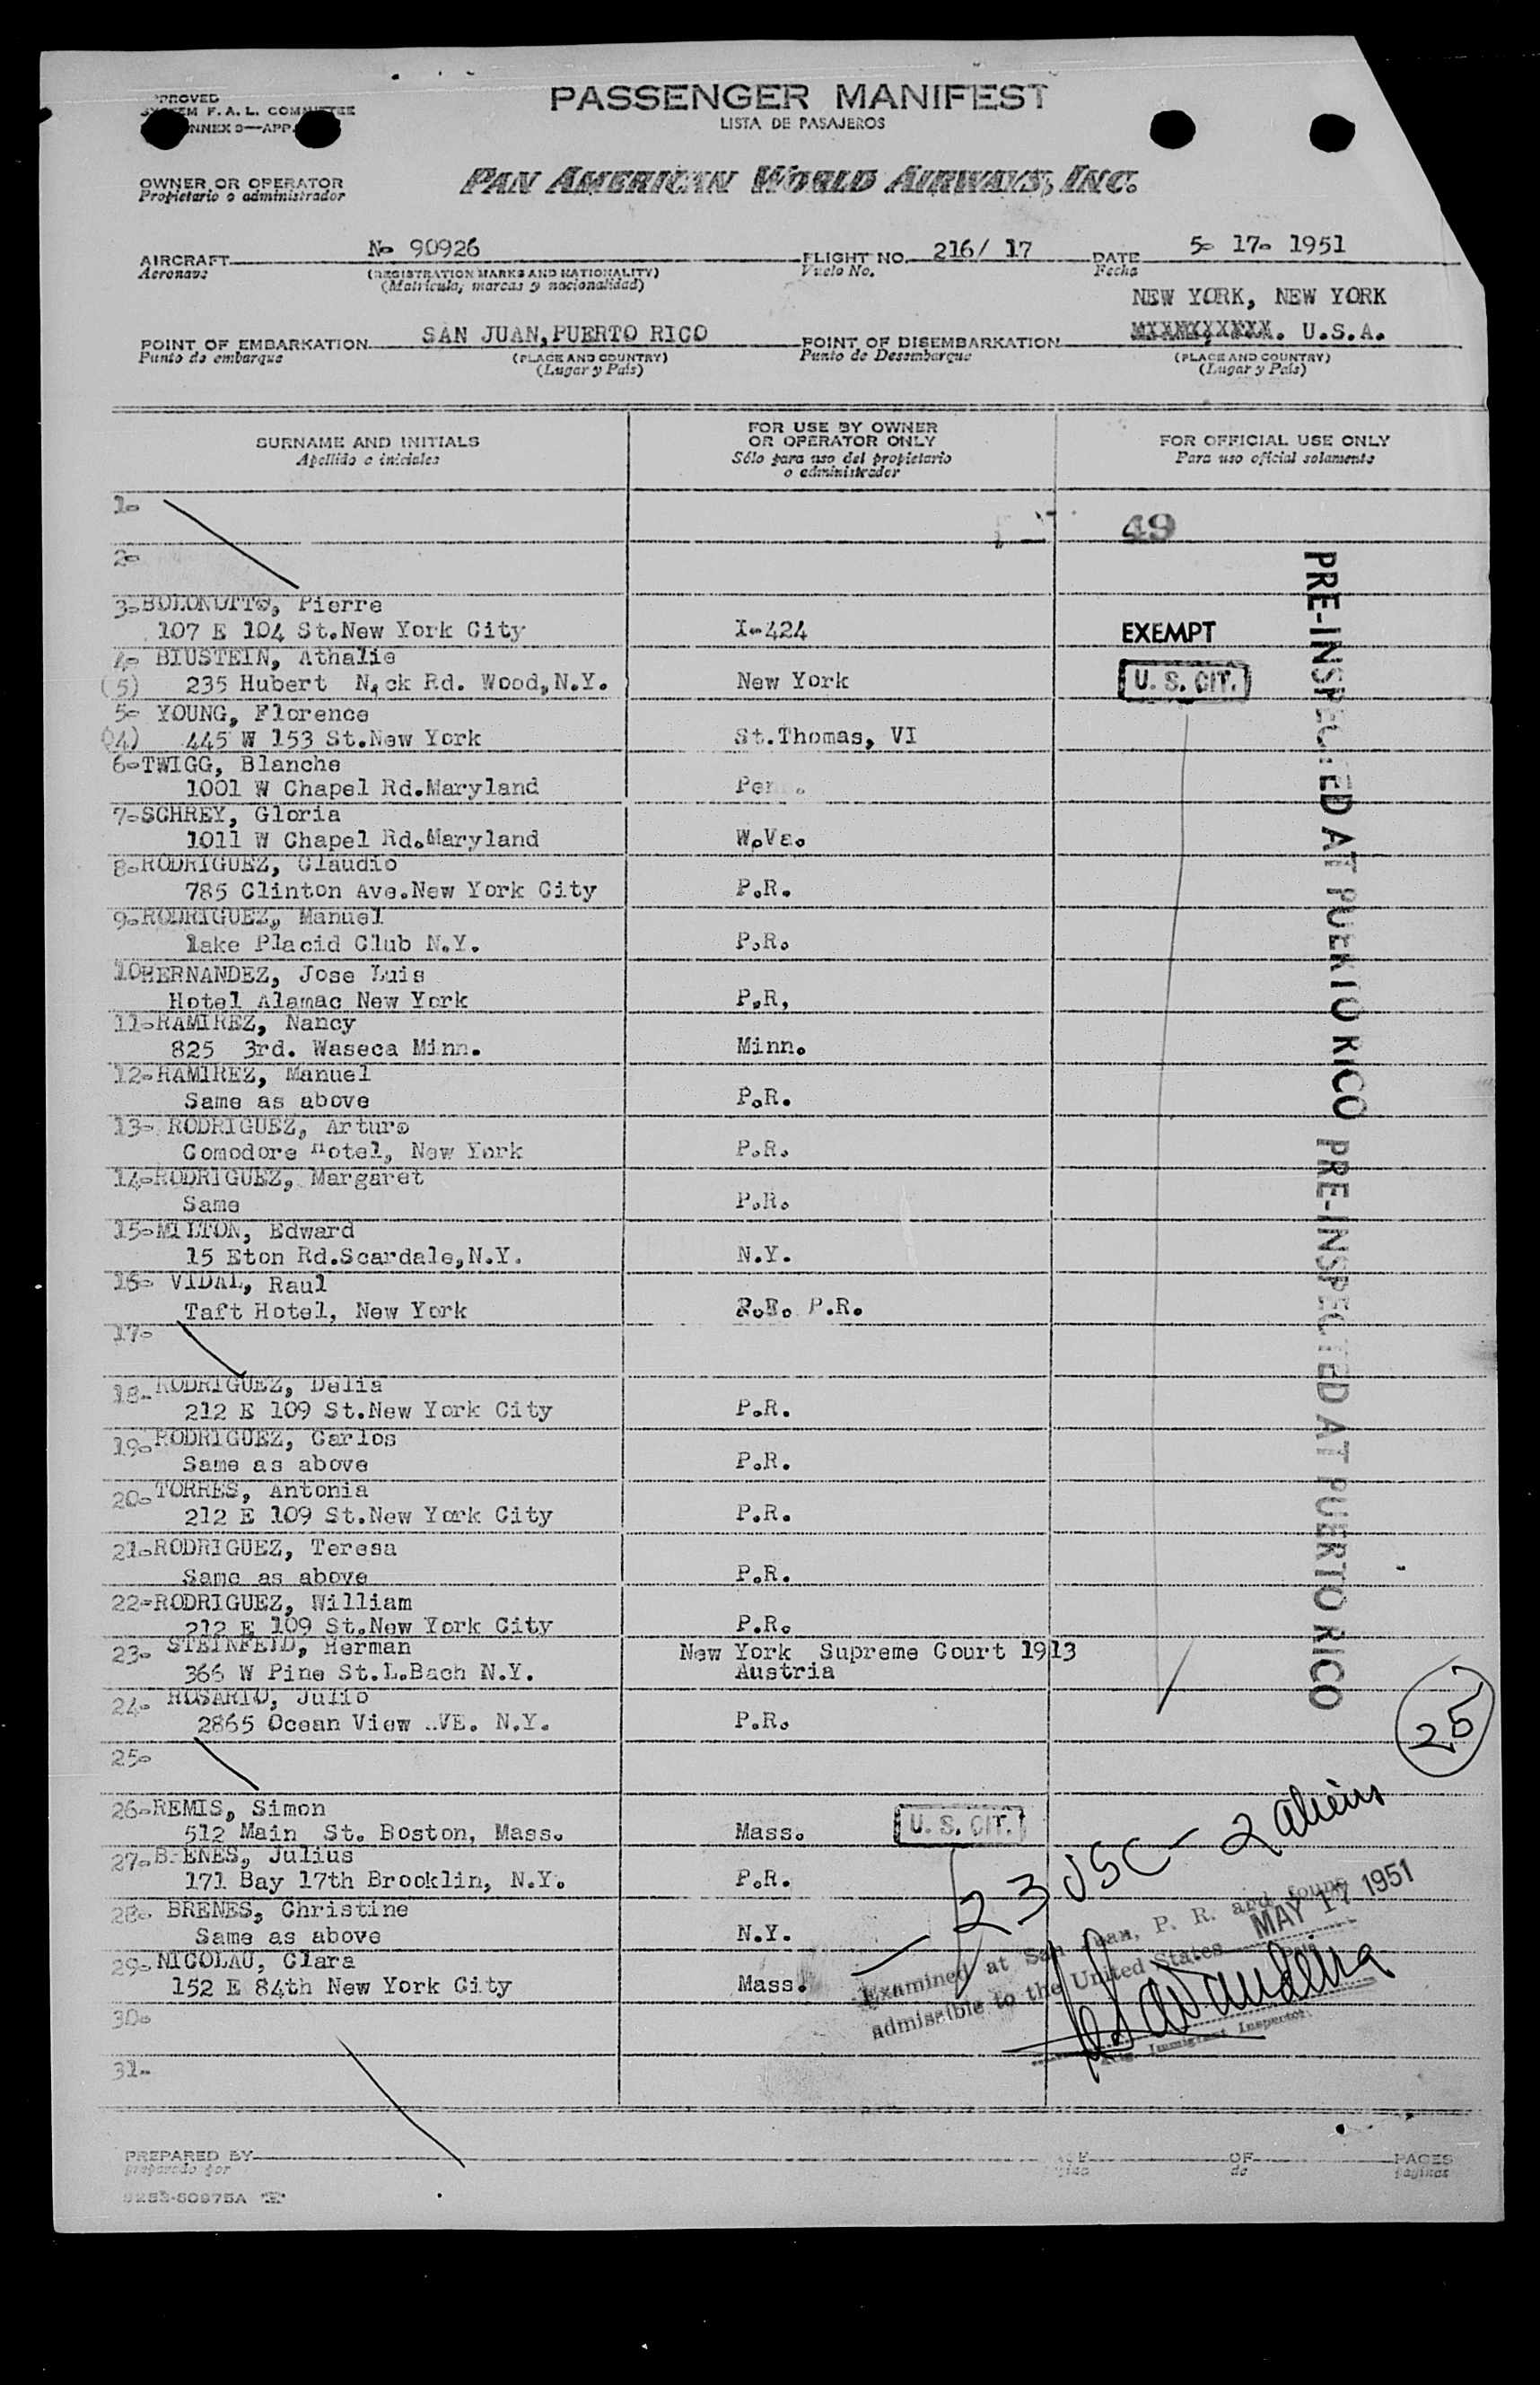 PASSENGER MANIFEST
LISTA DE PASAJEROS
PAN AMERICAN WORLD AIRWAYS, INC.
OWNER OR OPERATOR
Propietario o administrador
AIRCRAFT No 90926
Aeronave
(REGISTRATION MARKS AND NATIONALITY)
(Matricula, marcas y nacionalidad)
FLIGHT NO. 216/ 17
Vuelo No.
DATE 5- 17- 1951
Fecha
NEW YORK, NEW YORK
POINT OF EMBARKATION SAN JUAN, PUERTO RICO
Punto de embarque
(PLACE AND COUNTRY)
(Lugar y País)
POINT OF DISEMBARKATION U.S.A.
Punto de Desembarque
(PLACE AND COUNTRY)
(Lugar y País)
SURNAME AND INITIALS
Apellido e iniciales
FOR USE BY OWNER
OR OPERATOR ONLY
Sólo para uso del propietario
o administrador
FOR OFFICIAL USE ONLY
Para uso oficial solamente
1-
49
2-
3- Pierre
107 E 104 St.New York City I-424 EXEMPT
4- BIUSTEIN, Athalie
(5) 235 Hubert Neck Rd. Wood,N.Y. New York U. S. CIT.
5- YOUNG, Florence
(4) 445 W 153 St.New York St.Thomas, VI
6-TWIGG, Blanche
1001 W Chapel Rd.Maryland
7-SCHREY, Gloria
1011 W Chapel Rd.Maryland W.Va.
8-RODRIGUEZ, Claudio
785 Clinton Ave.New York City P.R.
9-RODRIGUEZ, Manuel
Lake Placid Club N.Y. P.R.
10HERNANDEZ, Jose Luis
Hotel Alamac New York P.R,
11-RAMIREZ, Nancy
825 3rd. Waseca Minn. Minn.
12-RAMIREZ, Manuel
Same as above P.R.
13- RODRIGUEZ, Arturo
Comodore Hotel, New York P.R.
14-RODRIGUEZ, Margaret
Same P.R.
15-MILTON, Edward
15 Eton Rd.Scardale,N.Y. N.Y.
16- VIDAL, Raul
Taft Hotel, New York P.R.
17-
18- RODRIGUEZ, Delia
212 E 109 St.New York City P.R.
19-RODRIGUEZ, Carlos
Same as above P.R.
20-TORRES, Antonia
212 E 109 St.New York City P.R.
21-RODRIGUEZ, Teresa
Same as above P.R.
22-RODRIGUEZ, William
212 E 109 St.New York City P.R.
23- STEINFELD, Herman New York Supreme Court 1913
366 W Pine St.L.Bach N.Y. Austria
24- ROSARIO, Julio
2865 Ocean View AVE. N.Y. P.R.
25-
26-REMIS, Simon
512 Main St. Boston, Mass. Mass. U. S. CIT.
27-BRENES, Julius
171 Bay 17th Brocklin, N.Y. P.R.
28- BRENES, Christine
Same as above N.Y.
29-NICOLAU, Clara
152 E 84th New York City Mass.
30-
31-
PRE-INSPECTED AT PUERTO RICO PRE-INSPECTED AT PUERTO RICO
25
23 USC - 2 aliens
Examined at San Juan, P. R. and found
admissible to the United States
MAY 17 1951
Immigrant Inspector
PREPARED BY
preparado por
OF
de
PAGES
páginas